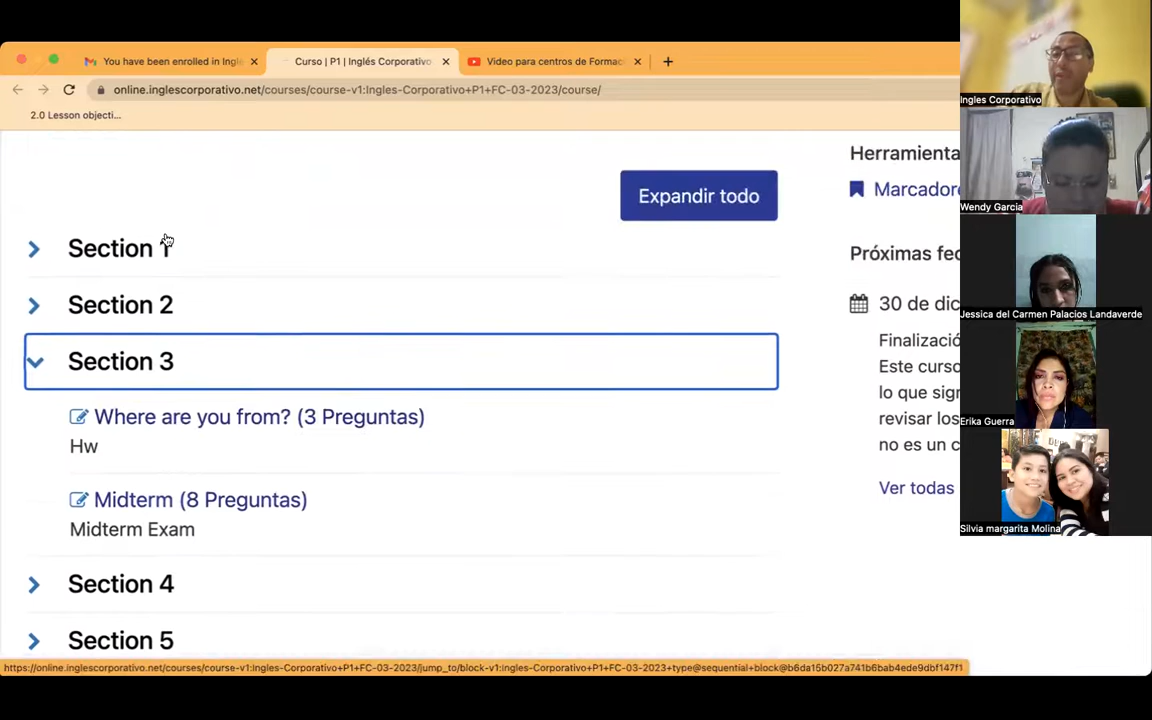 You have been enrolled in Ingle
Curso | P1 | Inglés Corporativo
Video para centros de Formac
online.inglescorporativo.net/courses/course-v1:Ingles-Corporativo+P1+FC-03-2023/course/
2.0 Lesson objecti...
Expandir todo
Section 1
Section 2
Section 3
Where are you from? (3 Preguntas)
Hw
Midterm (8 Preguntas)
Midterm Exam
Section 4
Section 5
Herramienta
Marcadore
Próximas fec
30 de dic
Finalizació
Este curso
lo que sign
revisar los
no es un c
Ver todas
https://online.inglescorporativo.net/courses/course-v1:Ingles-Corporativo+P1+FC-03-2023/jump_to/block-v1:Ingles-Corporativo+P1+FC-03-2023+type@sequential+block@b6da15b027a741b6bab4ede9dbf147f1
Ingles Corporativo
Wendy Garcia
Jessica del Carmen Palacios Landaverde
Erika Guerra
Silvia margarita Molina